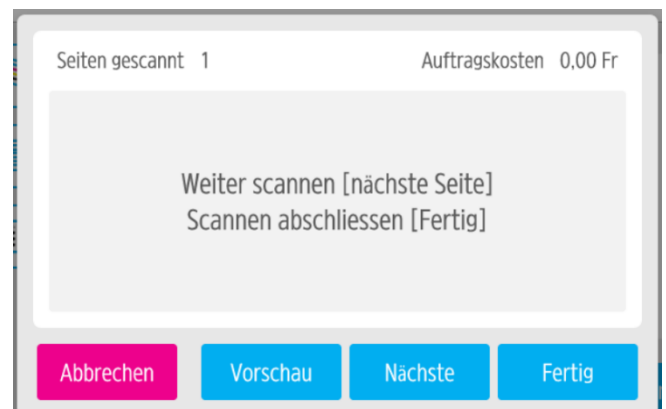 Seiten gescannt 1 Auftragskosten 0,00 Fr
Weiter scannen [nächste Seite]
Scannen abschliessen [Fertig]
Abbrechen Vorschau Nächste Fertig